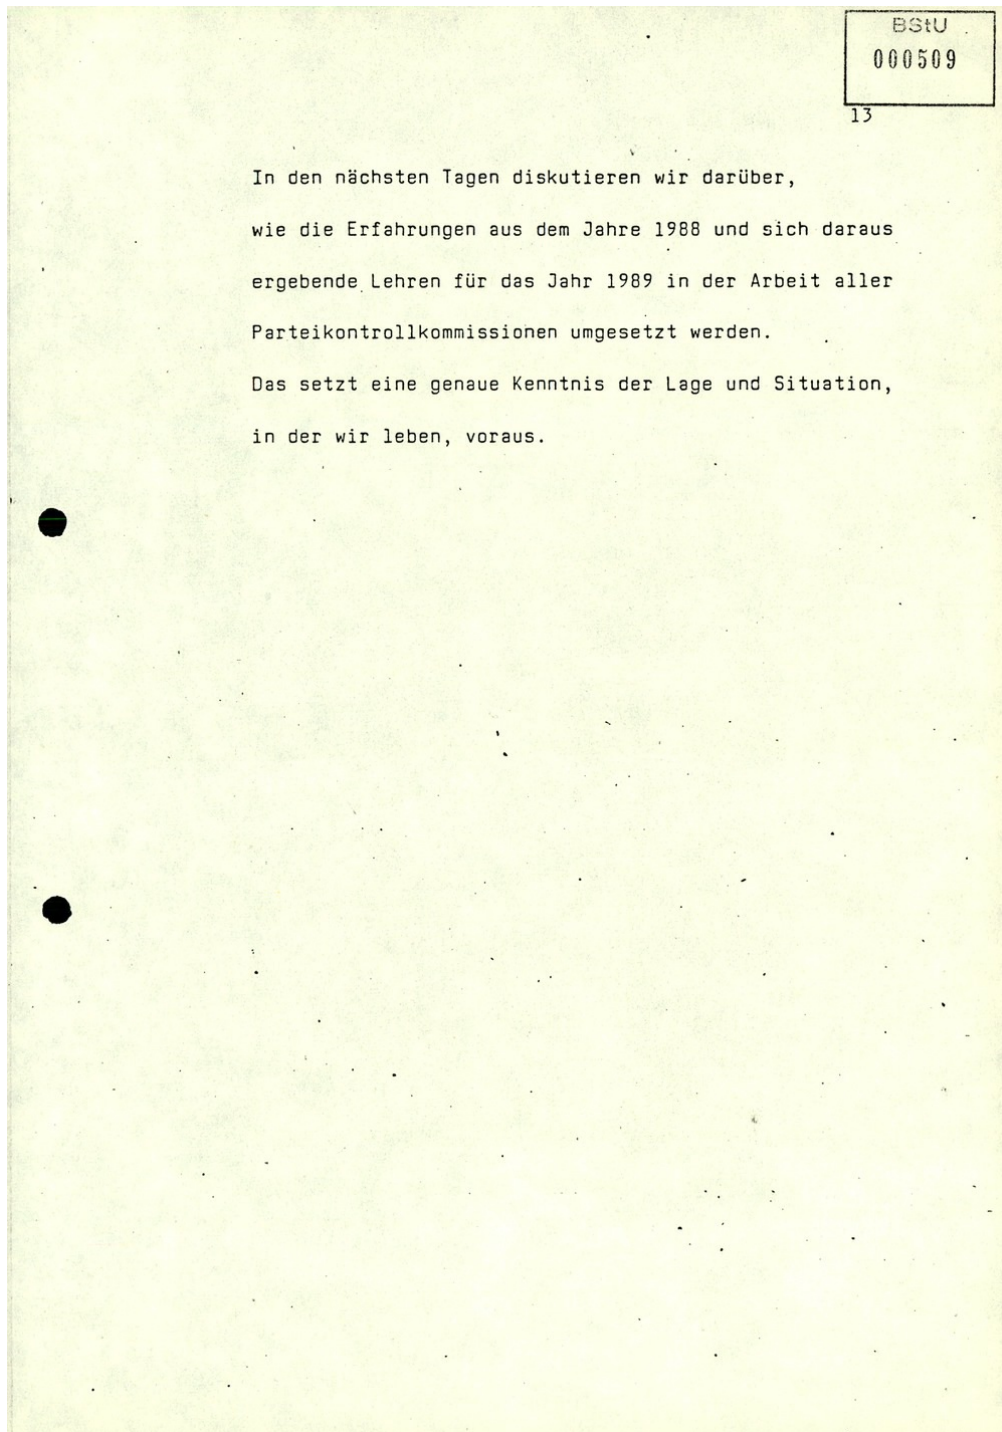 BStU
000509
13
In den nächsten Tagen diskutieren wir darüber,
wie die Erfahrungen aus dem Jahre 1988 und sich daraus
ergebende Lehren für das Jahr 1989 in der Arbeit aller
Parteikontrollkommissionen umgesetzt werden.
Das setzt eine genaue Kenntnis der Lage und Situation,
in der wir leben, voraus.